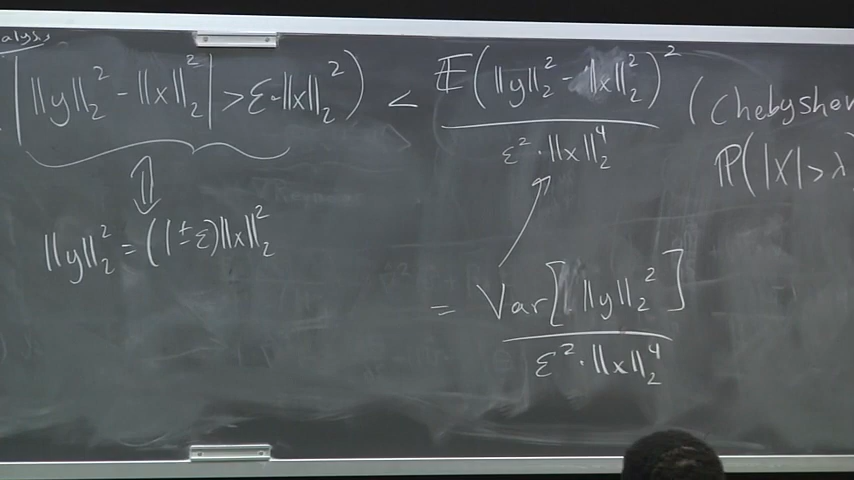 alysis
| ||y||₂² - ||x||₂² | > ε·||x||₂² ) < 𝔼( ||y||₂² - ||x||₂² )² / ε²·||x||₂⁴ (Chebyshev
ℙ( |X| > λ )
⇕
||y||₂² = (1±ε)||x||₂²
= Var[ ||y||₂² ] / ε²·||x||₂⁴